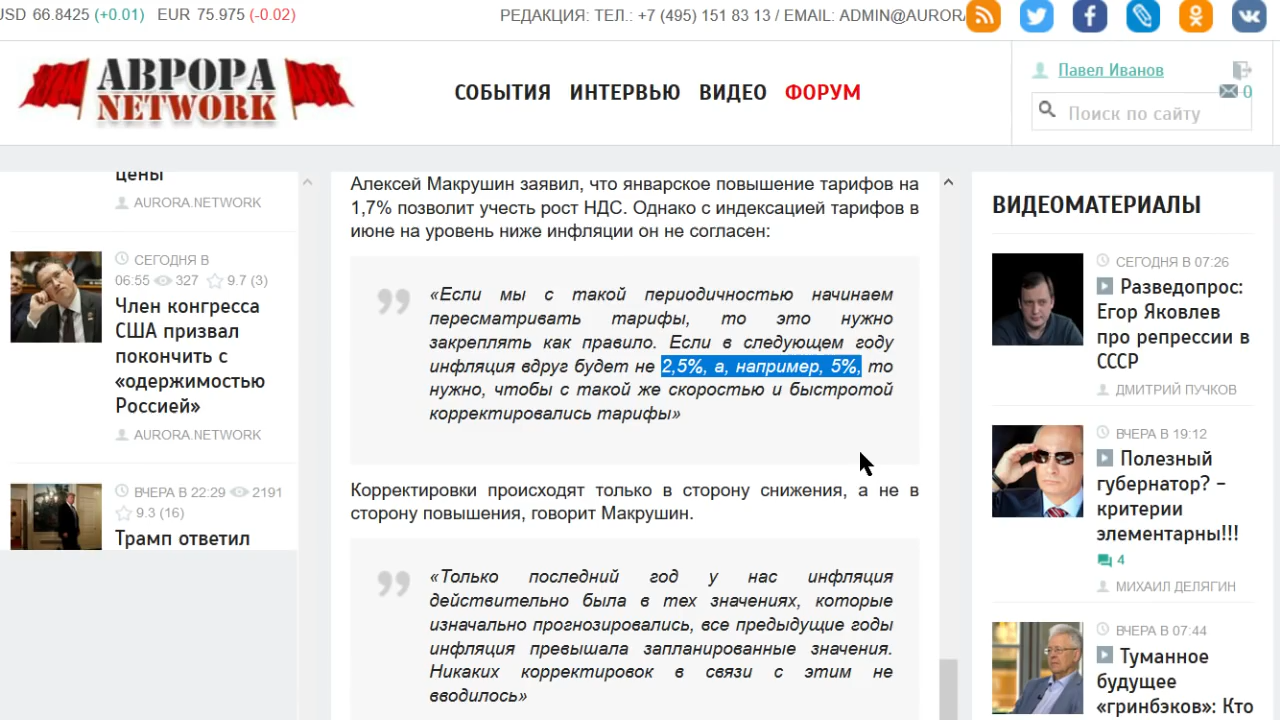 USD 66.8425 (+0.01) EUR 75.975 (-0.02)
РЕДАКЦИЯ: ТЕЛ.: +7 (495) 151 83 13 / EMAIL: ADMIN@AURORA
АВРОРА
NETWORK
СОБЫТИЯ ИНТЕРВЬЮ ВИДЕО ФОРУМ
Павел Иванов
0
Поиск по сайту
цены
AURORA.NETWORK
СЕГОДНЯ В
06:55 327 9.7 (3)
Член конгресса
США призвал
покончить с
«одержимостью
Россией»
AURORA.NETWORK
ВЧЕРА В 22:29 2191
9.3 (16)
Трамп ответил
Алексей Макрушин заявил, что январское повышение тарифов на
1,7% позволит учесть рост НДС. Однако с индексацией тарифов в
июне на уровень ниже инфляции он не согласен:
«Если мы с такой периодичностью начинаем
пересматривать тарифы, то это нужно
закреплять как правило. Если в следующем году
инфляция вдруг будет не 2,5%, а, например, 5%, то
нужно, чтобы с такой же скоростью и быстротой
корректировались тарифы»
Корректировки происходят только в сторону снижения, а не в
сторону повышения, говорит Макрушин.
«Только последний год у нас инфляция
действительно была в тех значениях, которые
изначально прогнозировались, все предыдущие годы
инфляция превышала запланированные значения.
Никаких корректировок в связи с этим не
вводилось»
ВИДЕОМАТЕРИАЛЫ
СЕГОДНЯ В 07:26
Разведопрос:
Егор Яковлев
про репрессии в
СССР
ДМИТРИЙ ПУЧКОВ
ВЧЕРА В 19:12
Полезный
губернатор? –
критерии
элементарны!!!
4
МИХАИЛ ДЕЛЯГИН
ВЧЕРА В 07:44
Туманное
будущее
«гринбэков»: Кто